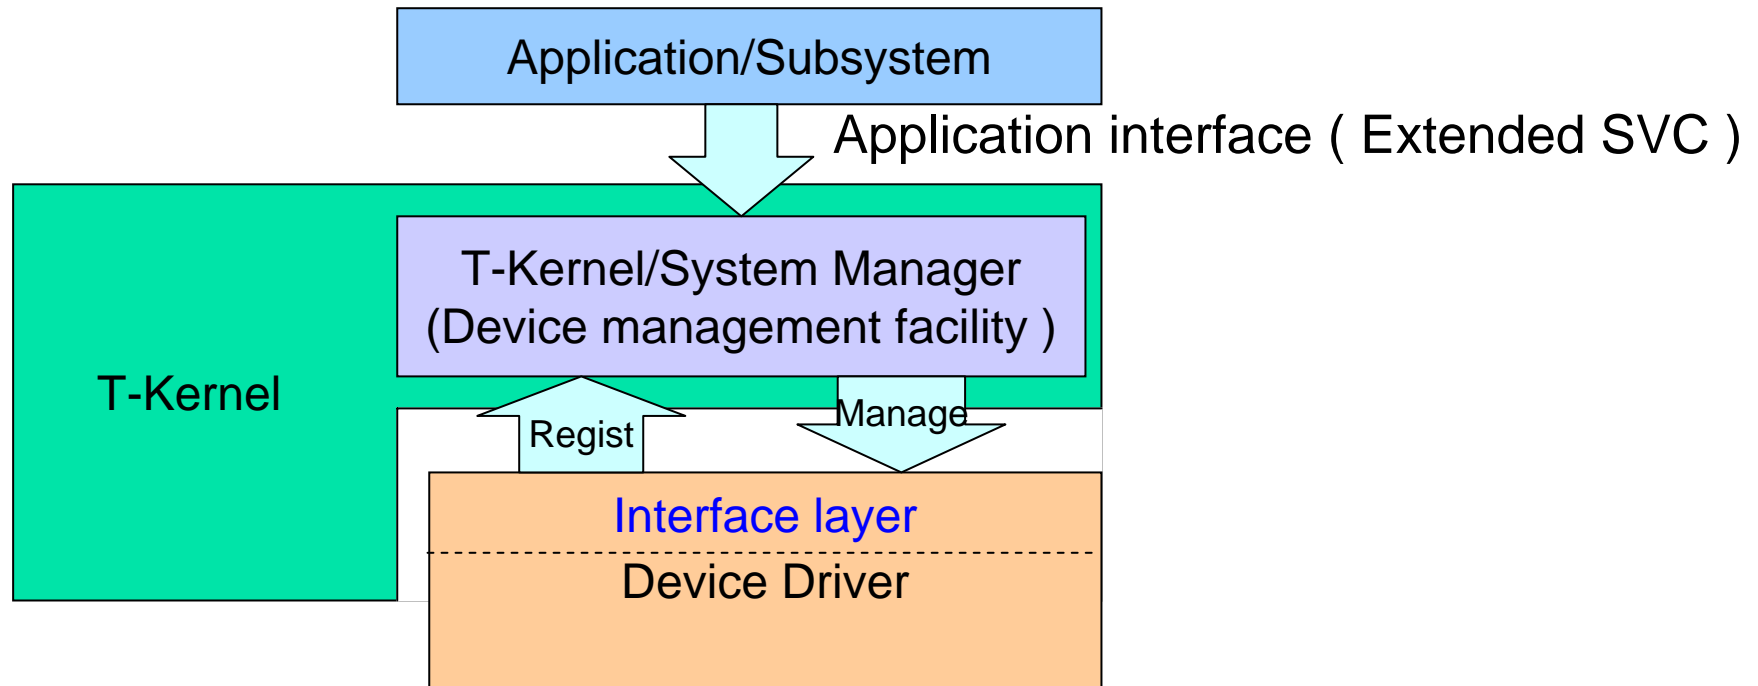 Application/Subsystem
Application interface ( Extended SVC )
T-Kernel/System Manager
(Device management facility )
T-Kernel
Regist
Manage
Interface layer
Device Driver